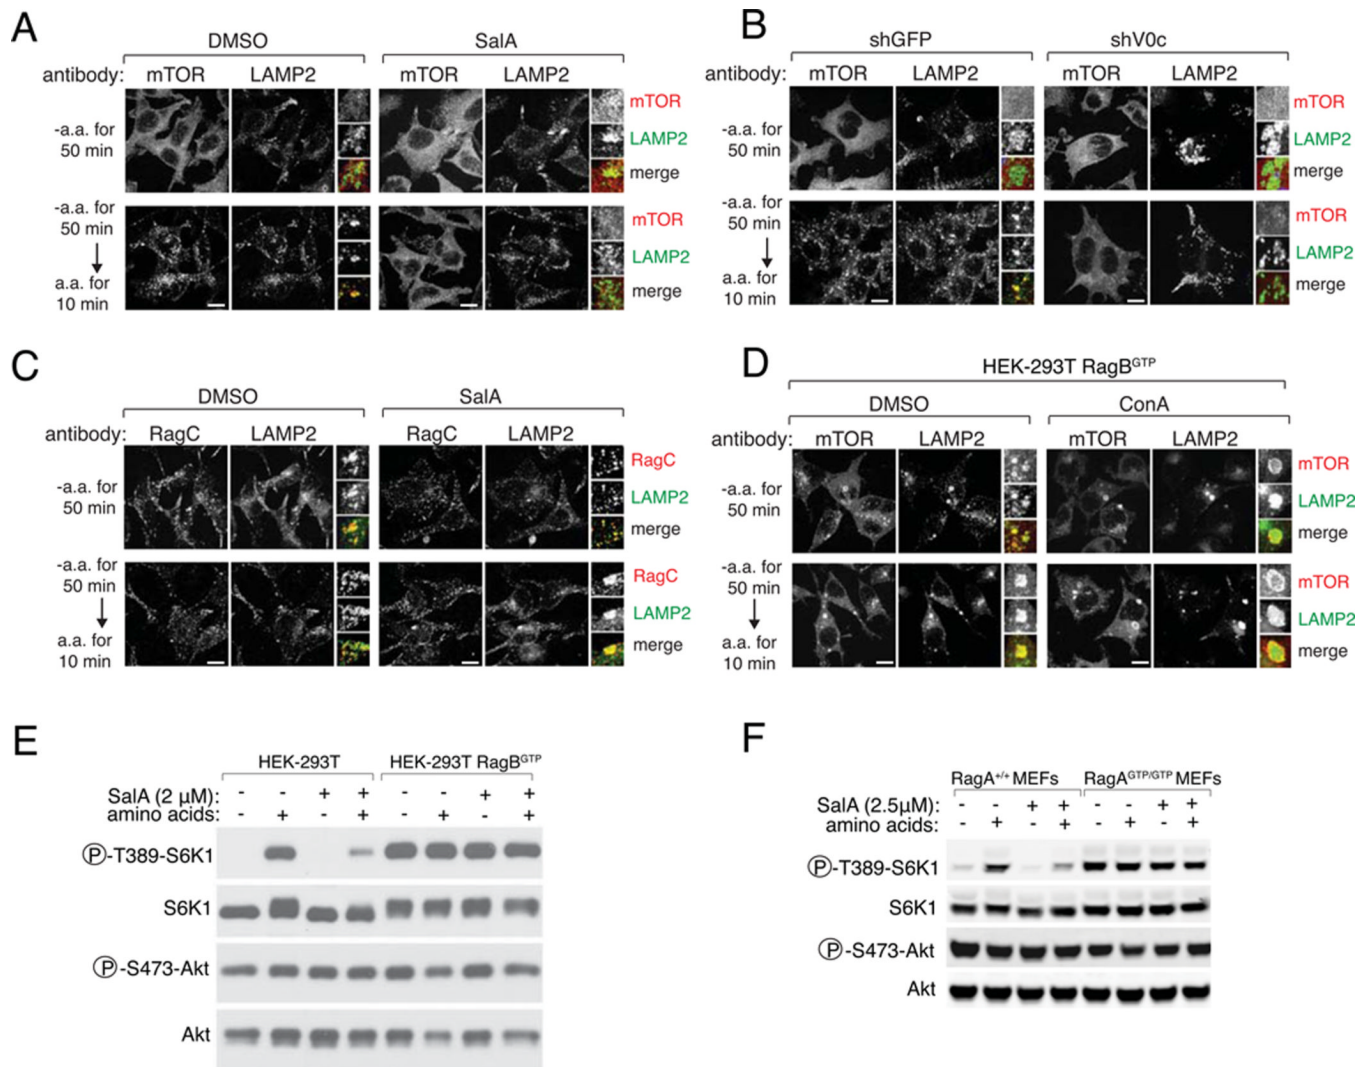 A
DMSO SalA
antibody: mTOR LAMP2 mTOR LAMP2
-a.a. for
50 min
mTOR
LAMP2
merge
-a.a. for
50 min
a.a. for
10 min
mTOR
LAMP2
merge
B
shGFP shV0c
antibody: mTOR LAMP2 mTOR LAMP2
-a.a. for
50 min
mTOR
LAMP2
merge
-a.a. for
50 min
a.a. for
10 min
mTOR
LAMP2
merge
C
DMSO SalA
antibody: RagC LAMP2 RagC LAMP2
-a.a. for
50 min
RagC
LAMP2
merge
-a.a. for
50 min
a.a. for
10 min
RagC
LAMP2
merge
D
HEK-293T RagB^GTP
DMSO ConA
antibody: mTOR LAMP2 mTOR LAMP2
-a.a. for
50 min
mTOR
LAMP2
merge
-a.a. for
50 min
a.a. for
10 min
mTOR
LAMP2
merge
E
HEK-293T HEK-293T RagB^GTP
SalA (2 µM): - - + + - - + +
amino acids: - + - + - + - +
Ⓟ-T389-S6K1
S6K1
Ⓟ-S473-Akt
Akt
F
RagA^+/+ MEFs RagA^GTP/GTP MEFs
SalA (2.5µM): - - + + - - + +
amino acids: - + - + - + - +
Ⓟ-T389-S6K1
S6K1
Ⓟ-S473-Akt
Akt